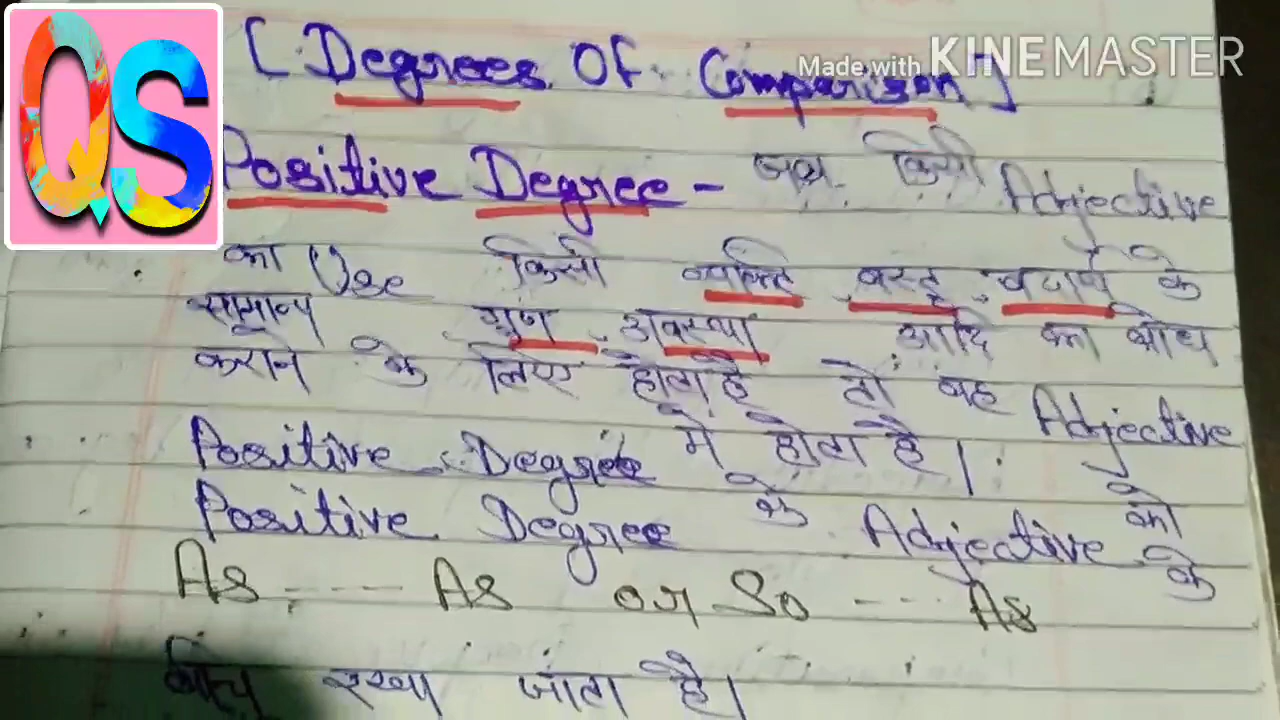 QS
Made with KINEMASTER
[ Degrees Of Comparison ]
Positive Degree - जब किसी Adjective
का Use किसी व्यक्ति, वस्तु, पदार्थ के
सामान्य गुण, अवस्था आदि का बोध
कराने के लिए होता है तो वह Adjective
Positive Degree में होता है।
Positive Degree के Adjective को
As ---- As or So ---- As के
बीच रखा जाता है।